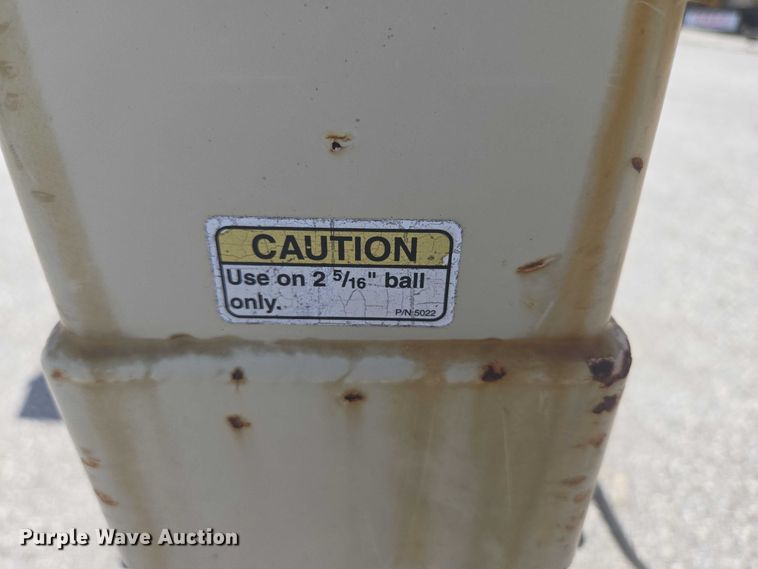 CAUTION
Use on 2 5/16" ball
only.
P/N 5022
Purple Wave Auction